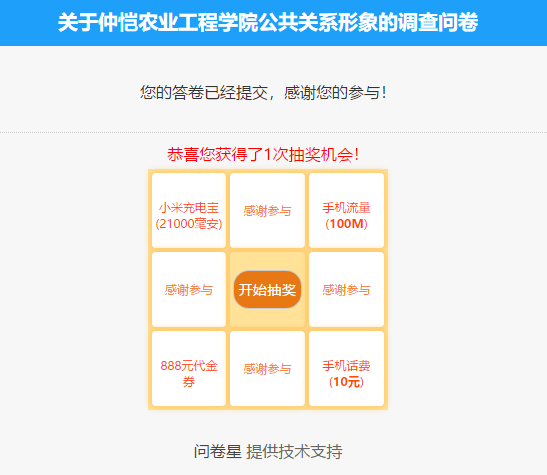 关于仲恺农业工程学院公共关系形象的调查问卷
您的答卷已经提交，感谢您的参与！
恭喜您获得了1次抽奖机会！
小米充电宝
(21000毫安)
感谢参与
手机流量
(100M)
感谢参与
开始抽奖
感谢参与
888元代金
券
感谢参与
手机话费
(10元)
问卷星 提供技术支持